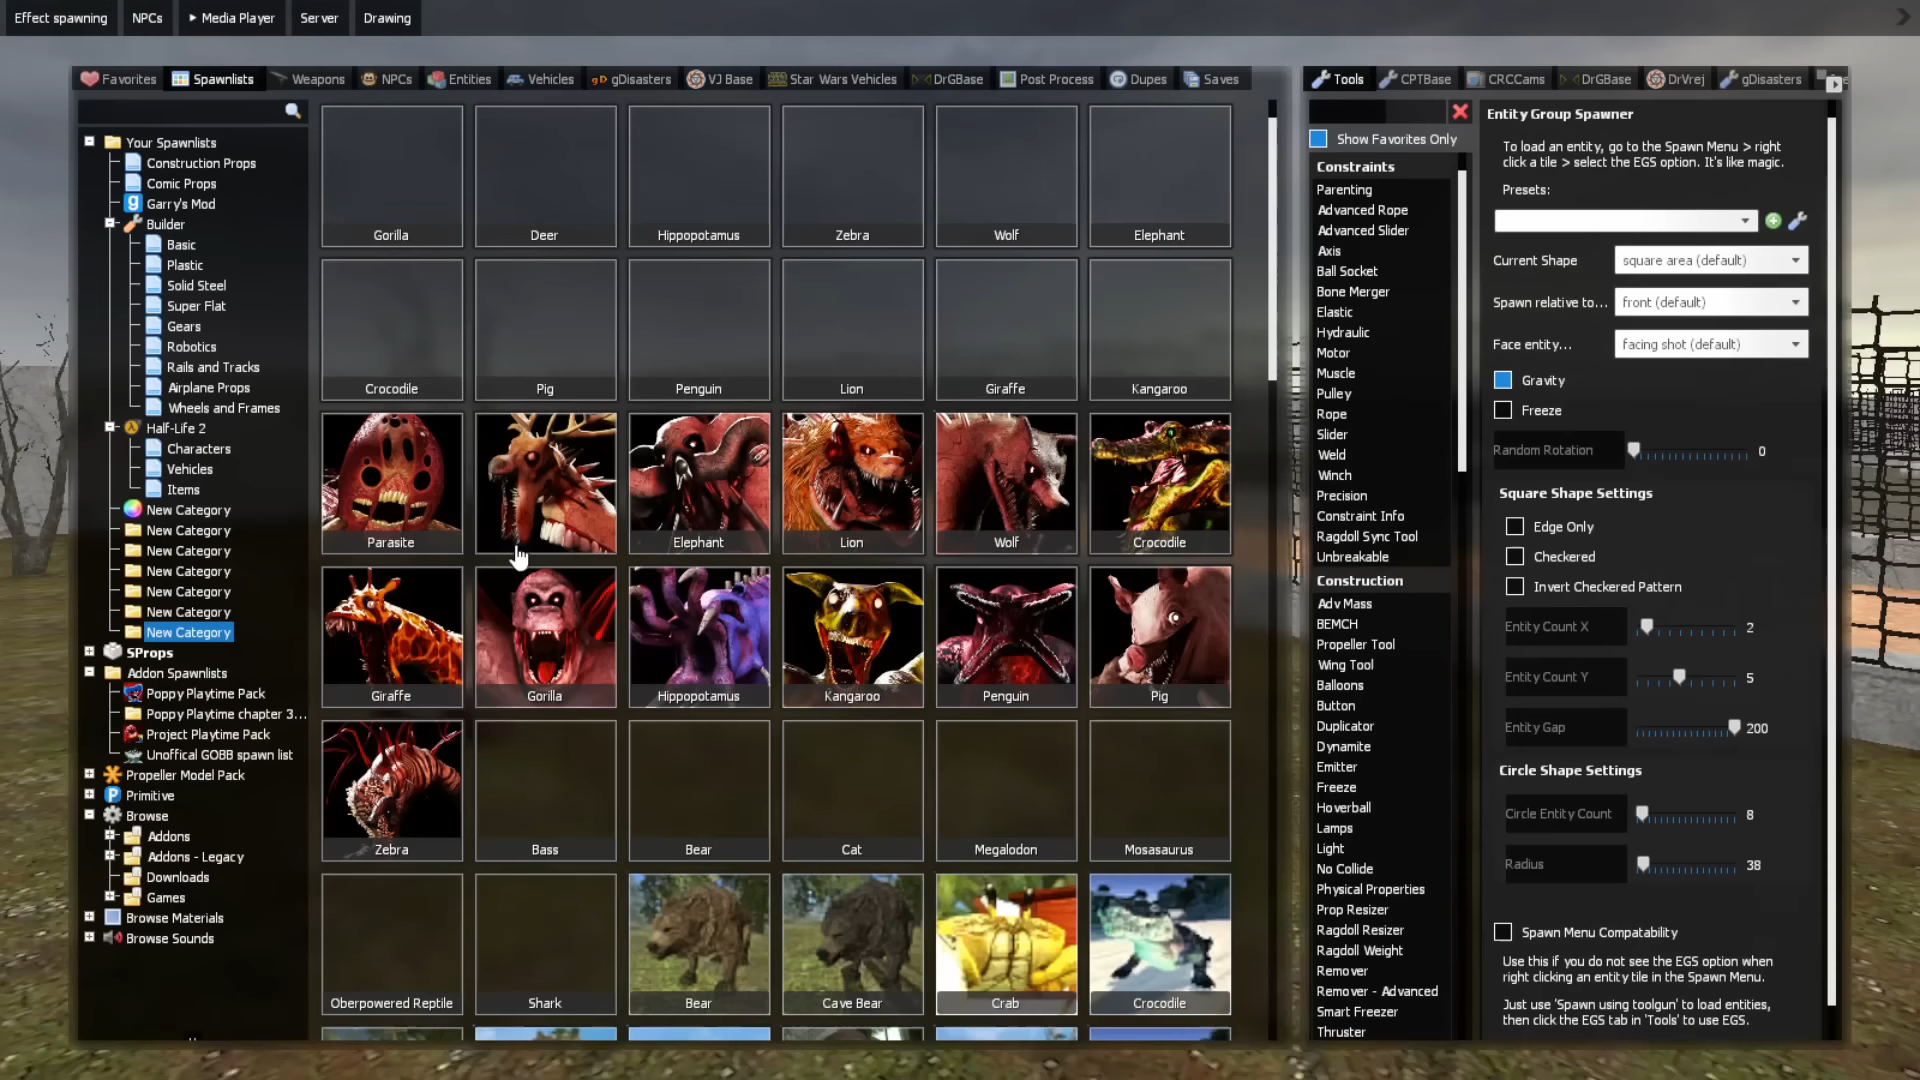 Effect spawning
NPCs
Media Player
Server
Drawing
Favorites
Spawnlists
Weapons
NPCs
Entities
Vehicles
gDisasters
VJ Base
Star Wars Vehicles
DrGBase
Post Process
Dupes
Saves
Tools
CPTBase
CRCCams
DrGBase
DrVrej
gDisasters
Your Spawnlists
Construction Props
Comic Props
Garry's Mod
Builder
Basic
Plastic
Solid Steel
Super Flat
Gears
Robotics
Rails and Tracks
Airplane Props
Wheels and Frames
Half-Life 2
Characters
Vehicles
Items
New Category
New Category
New Category
New Category
New Category
New Category
New Category
SProps
Addon Spawnlists
Poppy Playtime Pack
Poppy Playtime chapter 3...
Project Playtime Pack
Unoffical GOBB spawn list
Propeller Model Pack
Primitive
Browse
Addons
Addons - Legacy
Downloads
Games
Browse Materials
Browse Sounds
Gorilla
Deer
Hippopotamus
Zebra
Wolf
Elephant
Crocodile
Pig
Penguin
Lion
Giraffe
Kangaroo
Parasite
Elephant
Lion
Wolf
Crocodile
Giraffe
Gorilla
Hippopotamus
Kangaroo
Penguin
Pig
Zebra
Bass
Bear
Cat
Megalodon
Mosasaurus
Oberpowered Reptile
Shark
Bear
Cave Bear
Crab
Crocodile
Show Favorites Only
Constraints
Parenting
Advanced Rope
Advanced Slider
Axis
Ball Socket
Bone Merger
Elastic
Hydraulic
Motor
Muscle
Pulley
Rope
Slider
Weld
Winch
Precision
Constraint Info
Ragdoll Sync Tool
Unbreakable
Construction
Adv Mass
BEMCH
Propeller Tool
Wing Tool
Balloons
Button
Duplicator
Dynamite
Emitter
Freeze
Hoverball
Lamps
Light
No Collide
Physical Properties
Prop Resizer
Ragdoll Resizer
Ragdoll Weight
Remover
Remover - Advanced
Smart Freezer
Thruster
Entity Group Spawner
To load an entity, go to the Spawn Menu > right
click a tile > select the EGS option. It's like magic.
Presets:
Current Shape
square area (default)
Spawn relative to...
front (default)
Face entity...
facing shot (default)
Gravity
Freeze
Random Rotation
0
Square Shape Settings
Edge Only
Checkered
Invert Checkered Pattern
Entity Count X
2
Entity Count Y
5
Entity Gap
200
Circle Shape Settings
Circle Entity Count
8
Radius
38
Spawn Menu Compatability
Use this if you do not see the EGS option when
right clicking an entity tile in the Spawn Menu.
Just use 'Spawn using toolgun' to load entities,
then click the EGS tab in 'Tools' to use EGS.